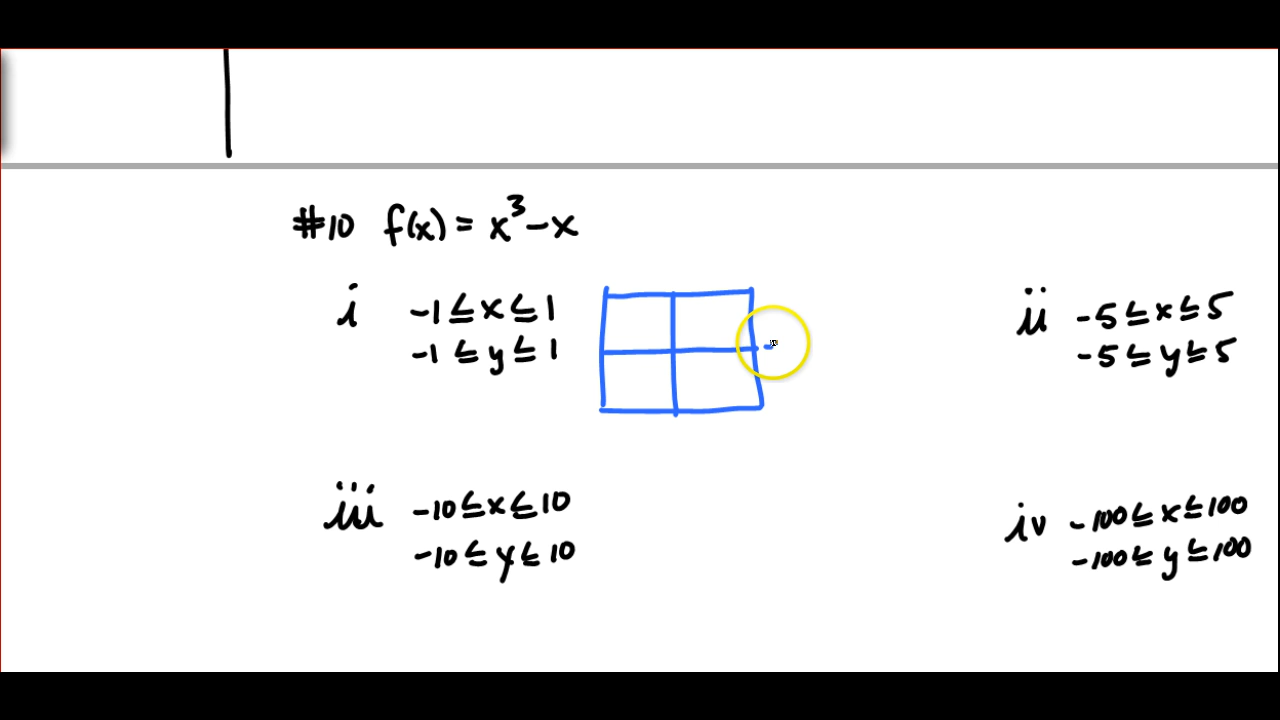 #10 f(x) = x³-x
i -1 ≤ x ≤ 1
-1 ≤ y ≤ 1
ii -5 ≤ x ≤ 5
-5 ≤ y ≤ 5
iii -10 ≤ x ≤ 10
-10 ≤ y ≤ 10
iv -100 ≤ x ≤ 100
-100 ≤ y ≤ 100